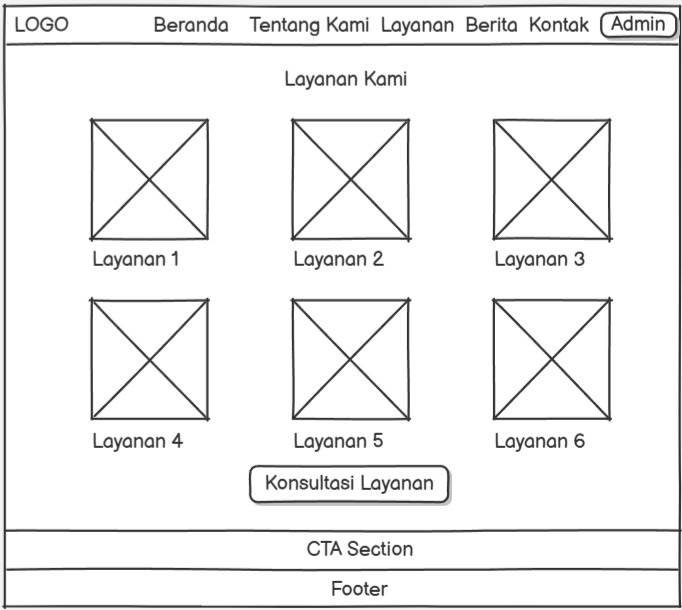 LOGO Beranda Tentang Kami Layanan Berita Kontak Admin
Layanan Kami
Layanan 1 Layanan 2 Layanan 3
Layanan 4 Layanan 5 Layanan 6
Konsultasi Layanan
CTA Section
Footer